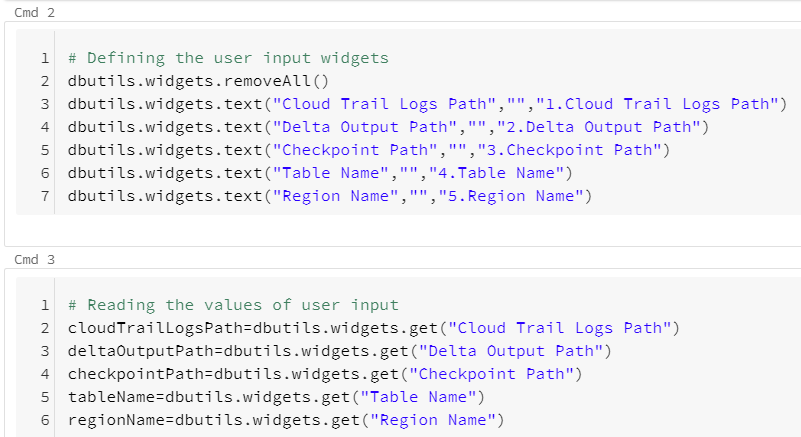 Cmd 2
1 # Defining the user input widgets
2 dbutils.widgets.removeAll()
3 dbutils.widgets.text("Cloud Trail Logs Path","","1.Cloud Trail Logs Path")
4 dbutils.widgets.text("Delta Output Path","","2.Delta Output Path")
5 dbutils.widgets.text("Checkpoint Path","","3.Checkpoint Path")
6 dbutils.widgets.text("Table Name","","4.Table Name")
7 dbutils.widgets.text("Region Name","","5.Region Name")
Cmd 3
1 # Reading the values of user input
2 cloudTrailLogsPath=dbutils.widgets.get("Cloud Trail Logs Path")
3 deltaOutputPath=dbutils.widgets.get("Delta Output Path")
4 checkpointPath=dbutils.widgets.get("Checkpoint Path")
5 tableName=dbutils.widgets.get("Table Name")
6 regionName=dbutils.widgets.get("Region Name")